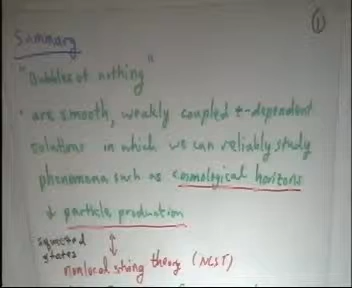 ①
Summary
"Bubbles of nothing"
• are smooth, weakly coupled t-dependent
solutions in which we can reliably study
phenomena such as cosmological horizons
↓ particle production
squeezed
states
nonlocal string theory (NLST)